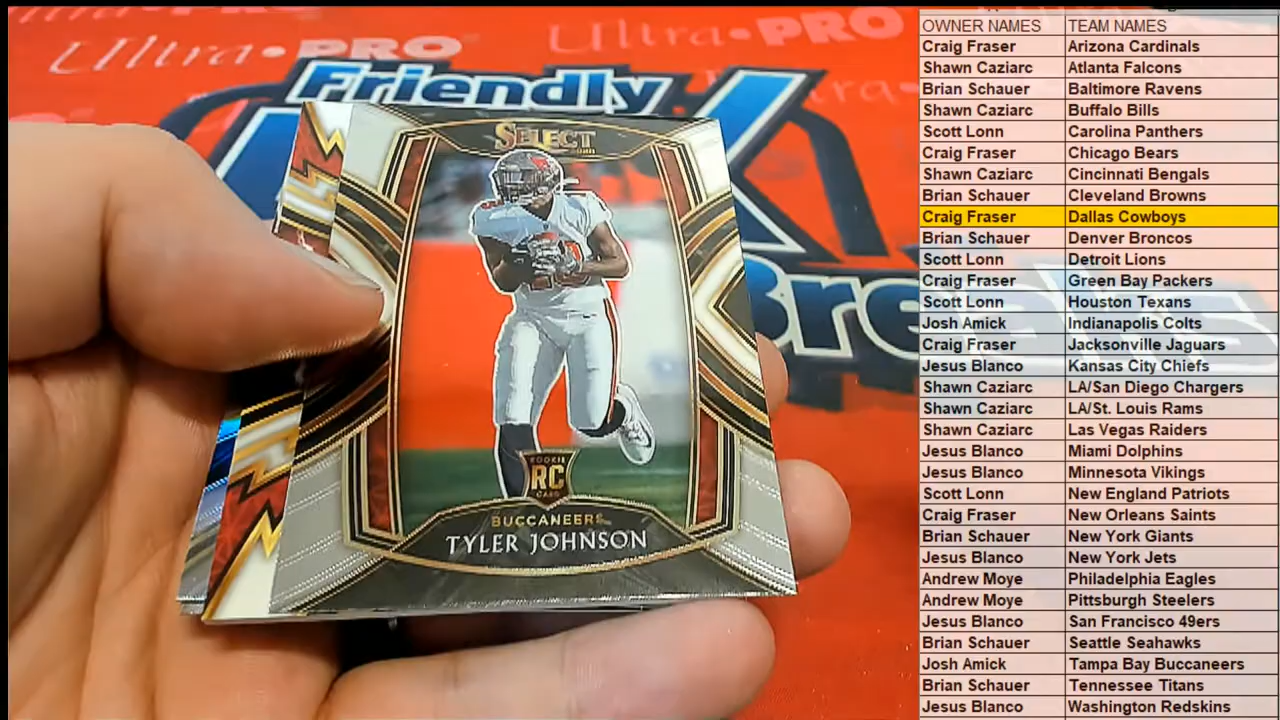 Ultra•PRO Ultra•PRO
Friendly
Breaks
SELECT
ROOKIE
RC
CARD
BUCCANEERS
TYLER JOHNSON
OWNER NAMES TEAM NAMES
Craig Fraser Arizona Cardinals
Shawn Caziarc Atlanta Falcons
Brian Schauer Baltimore Ravens
Shawn Caziarc Buffalo Bills
Scott Lonn Carolina Panthers
Craig Fraser Chicago Bears
Shawn Caziarc Cincinnati Bengals
Brian Schauer Cleveland Browns
Craig Fraser Dallas Cowboys
Brian Schauer Denver Broncos
Scott Lonn Detroit Lions
Craig Fraser Green Bay Packers
Scott Lonn Houston Texans
Josh Amick Indianapolis Colts
Craig Fraser Jacksonville Jaguars
Jesus Blanco Kansas City Chiefs
Shawn Caziarc LA/San Diego Chargers
Shawn Caziarc LA/St. Louis Rams
Shawn Caziarc Las Vegas Raiders
Jesus Blanco Miami Dolphins
Jesus Blanco Minnesota Vikings
Scott Lonn New England Patriots
Craig Fraser New Orleans Saints
Brian Schauer New York Giants
Jesus Blanco New York Jets
Andrew Moye Philadelphia Eagles
Andrew Moye Pittsburgh Steelers
Jesus Blanco San Francisco 49ers
Brian Schauer Seattle Seahawks
Josh Amick Tampa Bay Buccaneers
Brian Schauer Tennessee Titans
Jesus Blanco Washington Redskins